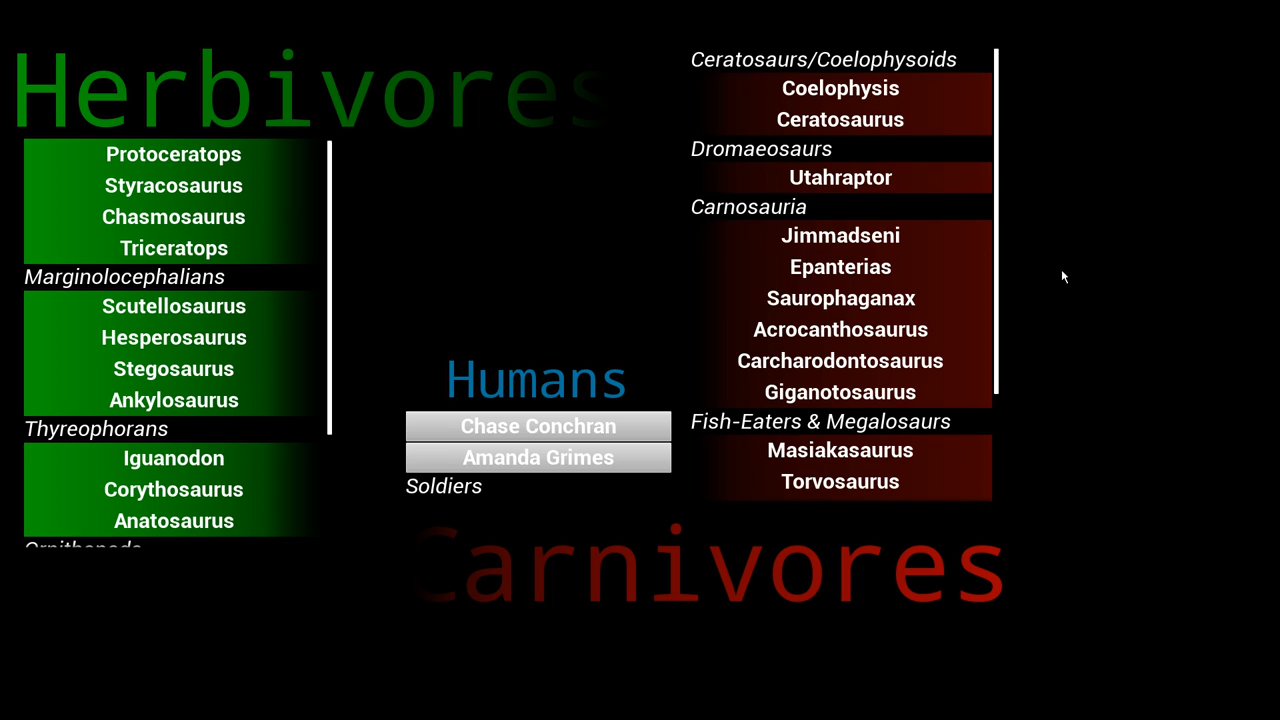 Herbivores
Protoceratops
Styracosaurus
Chasmosaurus
Triceratops
Marginolocephalians
Scutellosaurus
Hesperosaurus
Stegosaurus
Ankylosaurus
Thyreophorans
Iguanodon
Corythosaurus
Anatosaurus
Humans
Chase Conchran
Amanda Grimes
Soldiers
Ceratosaurs/Coelophysoids
Coelophysis
Ceratosaurus
Dromaeosaurs
Utahraptor
Carnosauria
Jimmadseni
Epanterias
Saurophaganax
Acrocanthosaurus
Carcharodontosaurus
Giganotosaurus
Fish-Eaters & Megalosaurs
Masiakasaurus
Torvosaurus
Carnivores